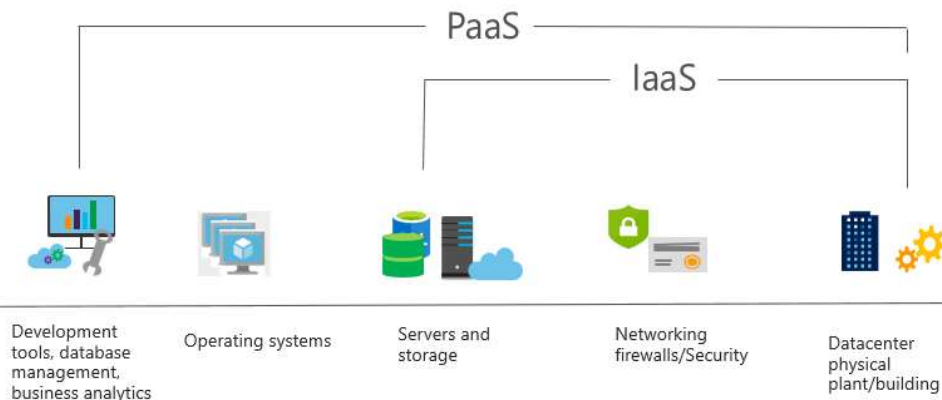 PaaS
IaaS
Development
tools, database
management,
business analytics
Operating systems
Servers and
storage
Networking
firewalls/Security
Datacenter
physical
plant/building